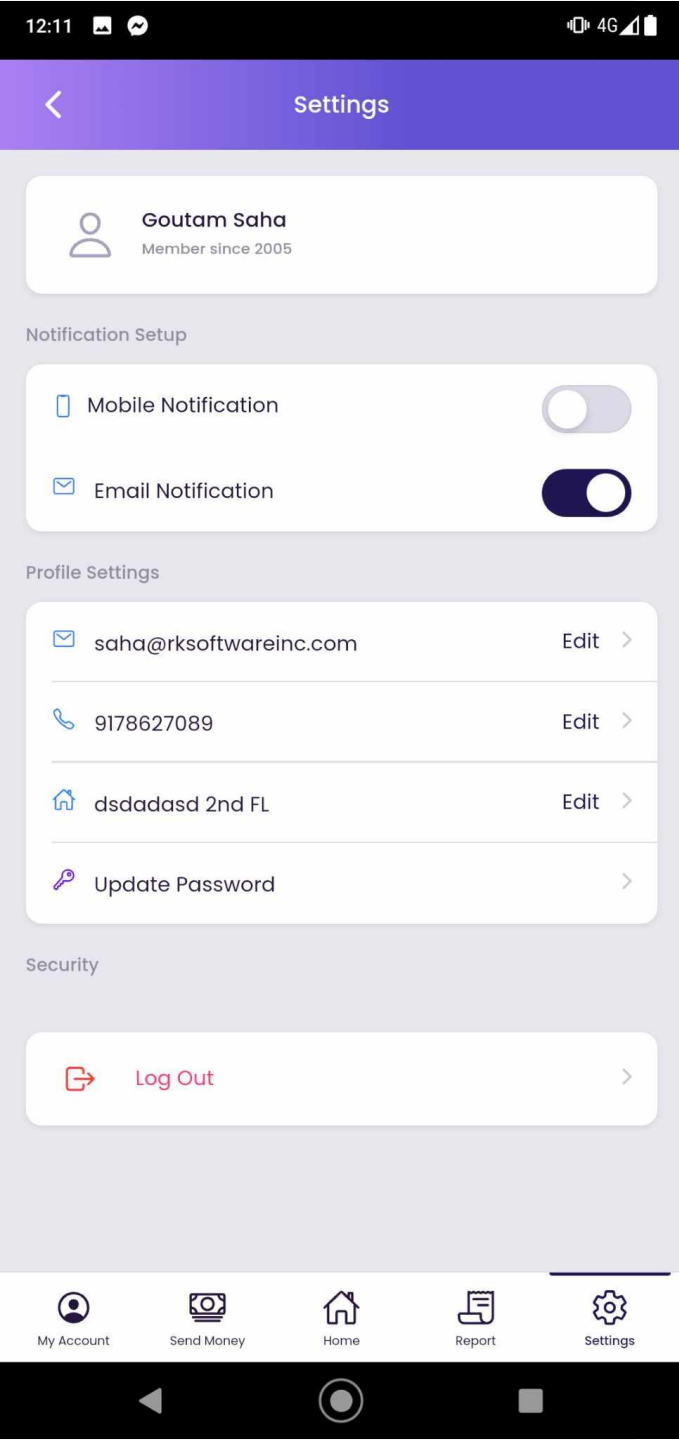 12:11
4G
Settings
Goutam Saha
Member since 2005
Notification Setup
Mobile Notification
Email Notification
Profile Settings
saha@rksoftwareinc.com Edit
9178627089 Edit
dsdadasd 2nd FL Edit
Update Password
Security
Log Out
My Account Send Money Home Report Settings